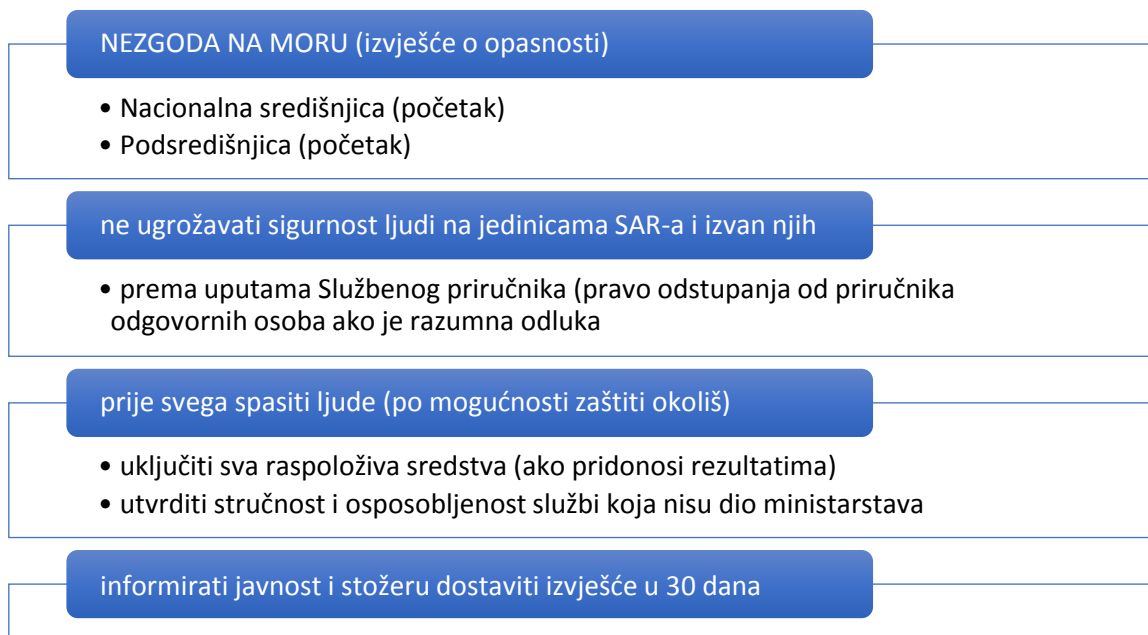 NEZGODA NA MORU (izvješće o opasnosti)
• Nacionalna središnjica (početak)
• Podsredišnjica (početak)
ne ugrožavati sigurnost ljudi na jedinicama SAR-a i izvan njih
• prema uputama Službenog priručnika (pravo odstupanja od priručnika
odgovornih osoba ako je razumna odluka
prije svega spasiti ljude (po mogućnosti zaštiti okoliš)
• uključiti sva raspoloživa sredstva (ako pridonosi rezultatima)
• utvrditi stručnost i osposobljenost službi koja nisu dio ministarstava
informirati javnost i stožeru dostaviti izvješće u 30 dana